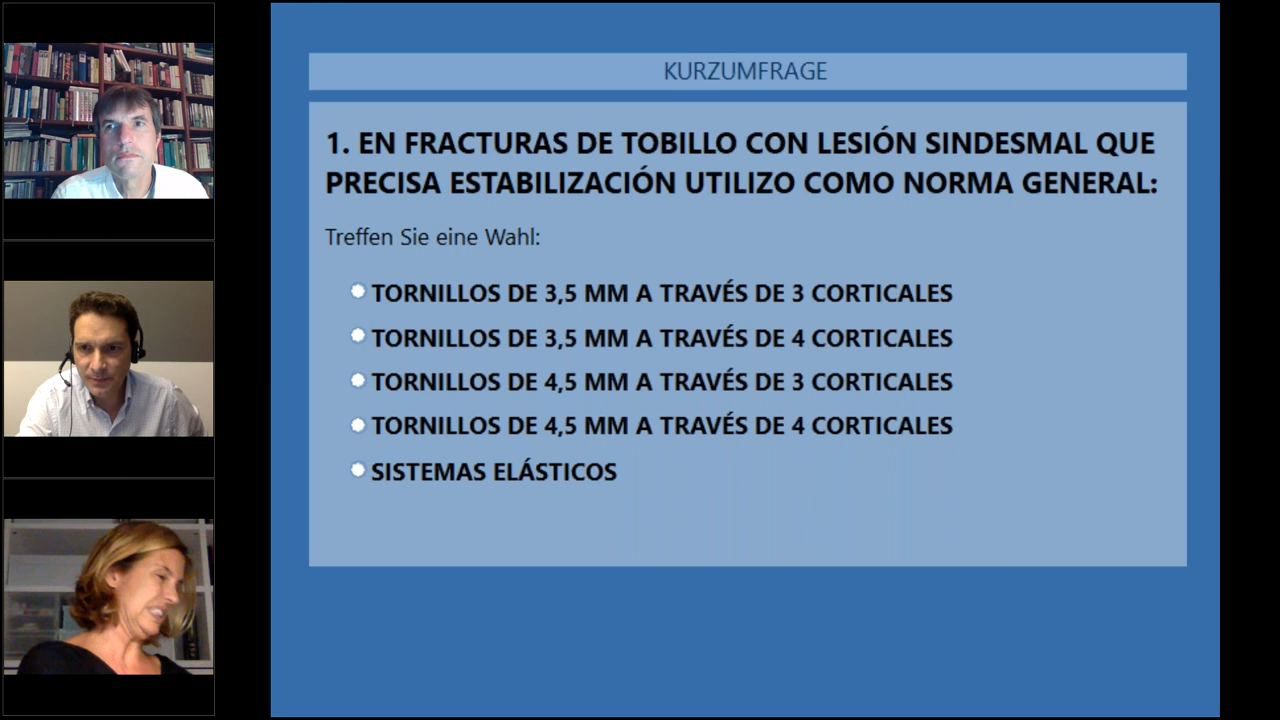 KURZUMFRAGE
1. EN FRACTURAS DE TOBILLO CON LESIÓN SINDESMAL QUE
PRECISA ESTABILIZACIÓN UTILIZO COMO NORMA GENERAL:
Treffen Sie eine Wahl:
TORNILLOS DE 3,5 MM A TRAVÉS DE 3 CORTICALES
TORNILLOS DE 3,5 MM A TRAVÉS DE 4 CORTICALES
TORNILLOS DE 4,5 MM A TRAVÉS DE 3 CORTICALES
TORNILLOS DE 4,5 MM A TRAVÉS DE 4 CORTICALES
SISTEMAS ELÁSTICOS